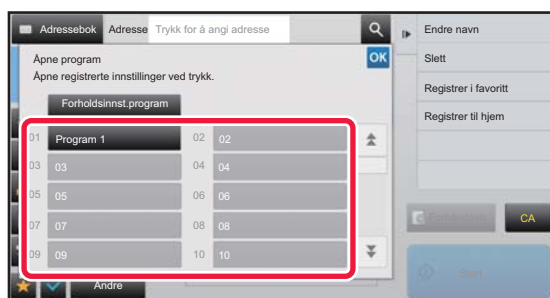 Adressebok Adresse Trykk for å angi adresse
Endre navn
Åpne program OK
Slett
Åpne registrerte innstillinger ved trykk.
Registrer i favoritt
Forholdsinnst.program
Registrer til hjem
01 Program 1 02 02
03 03 04 04
05 05 06 06
07 07 08 08
CA
09 09 10 10
Start
Andre